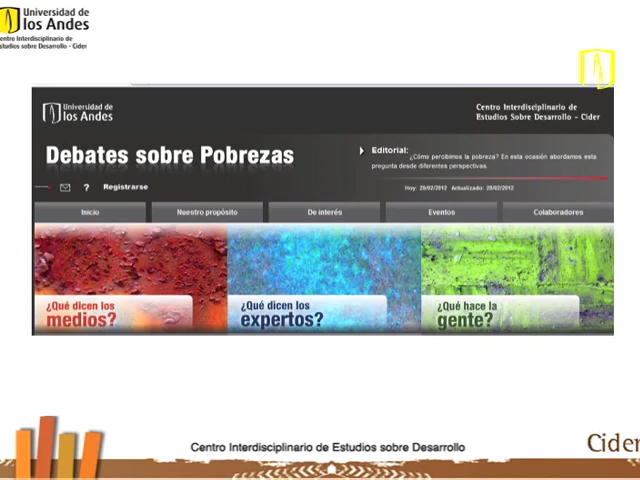 Universidad de
los Andes
Centro Interdisciplinario de
Estudios sobre Desarrollo - Cider
Universidad de
los Andes
Centro Interdisciplinario de
Estudios Sobre Desarrollo - Cider
Debates sobre Pobrezas
Editorial:
¿Cómo percibimos la pobreza? En esta ocasión abordamos esta
pregunta desde diferentes perspectivas.
? Registrarse
Hoy: 28/02/2012 Actualizado: 28/02/2012
Inicio
Nuestro propósito
De interés
Eventos
Colaboradores
¿Qué dicen los
medios?
¿Qué dicen los
expertos?
¿Qué hace la
gente?
Centro Interdisciplinario de Estudios sobre Desarrollo
Cider